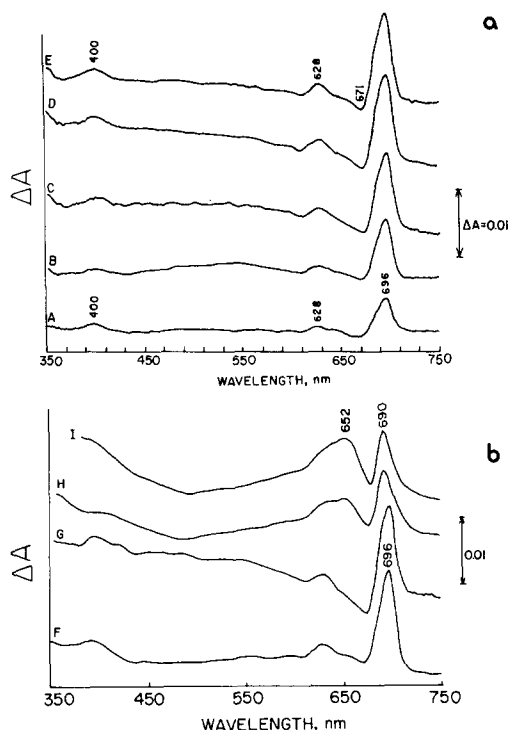 a
E
400
628
671
D
C
ΔA
ΔA=0.01
B
696
A
400
628
350
450
550
650
750
WAVELENGTH, nm
b
I
652
690
H
G
0.01
ΔA
696
F
350
450
550
650
750
WAVELENGTH, nm